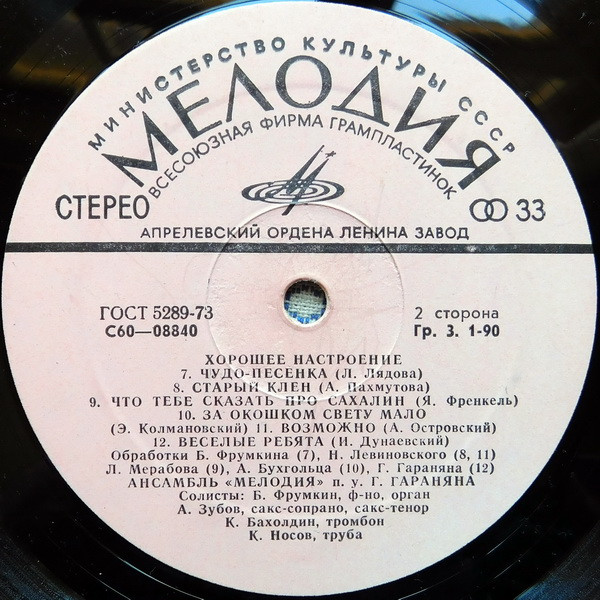 МИНИСТЕРСТВО КУЛЬТУРЫ СССР
МЕЛОДИЯ
ВСЕСОЮЗНАЯ ФИРМА ГРАМПЛАСТИНОК
СТЕРЕО
33
АПРЕЛЕВСКИЙ ОРДЕНА ЛЕНИНА ЗАВОД
ГОСТ 5289-73
2 сторона
С60—08840
Гр. 3. 1-90
ХОРОШЕЕ НАСТРОЕНИЕ
7. ЧУДО-ПЕСЕНКА (Л. Лядова)
8. СТАРЫЙ КЛЕН (А. Пахмутова)
9. ЧТО ТЕБЕ СКАЗАТЬ ПРО САХАЛИН (Я. Френкель)
10. ЗА ОКОШКОМ СВЕТУ МАЛО
(Э. Колмановский) 11. ВОЗМОЖНО (А. Островский)
12. ВЕСЕЛЫЕ РЕБЯТА (И. Дунаевский)
Обработки Б. Фрумкина (7), Н. Левиновского (8, 11)
Л. Мерабова (9), А. Бухгольца (10), Г. Гараняна (12)
АНСАМБЛЬ «МЕЛОДИЯ» п. у. Г. ГАРАНЯНА
Солисты: Б. Фрумкин, ф-но, орган
А. Зубов, сакс-сопрано, сакс-тенор
К. Бахолдин, тромбон
К. Носов, труба